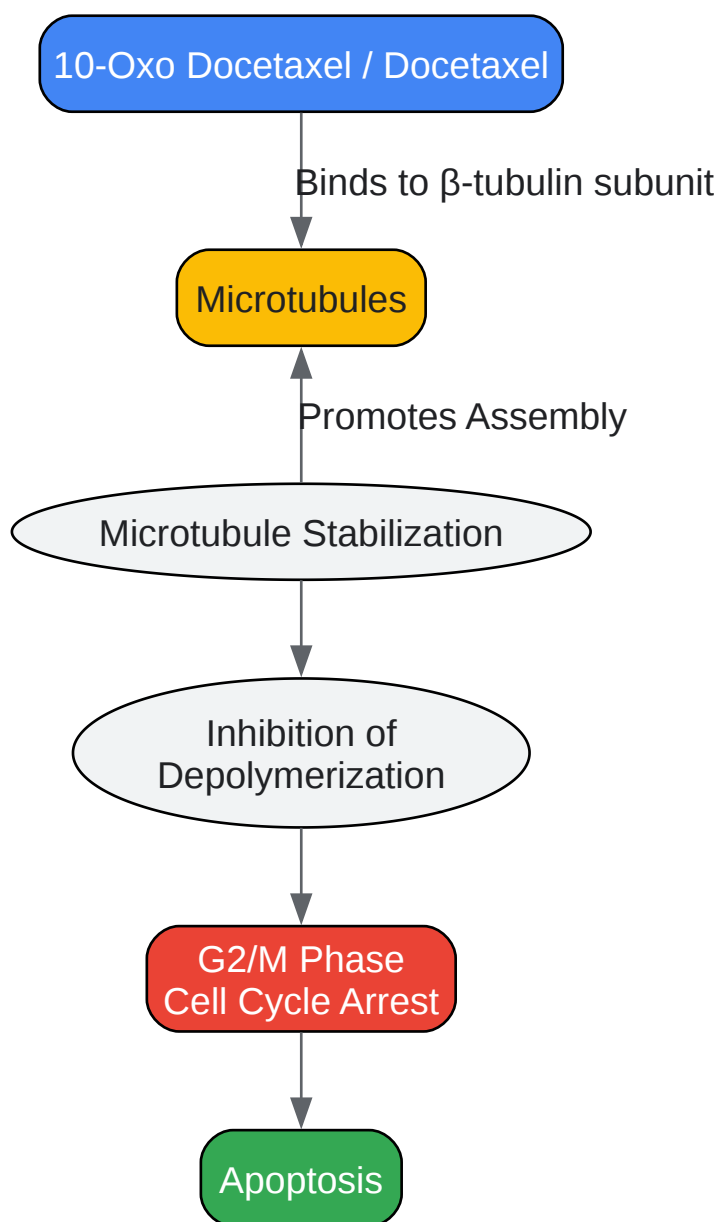 10-Oxo Docetaxel / Docetaxel
Binds to β-tubulin subunit
Microtubules
Promotes Assembly
Microtubule Stabilization
Inhibition of
Depolymerization
G2/M Phase
Cell Cycle Arrest
Apoptosis